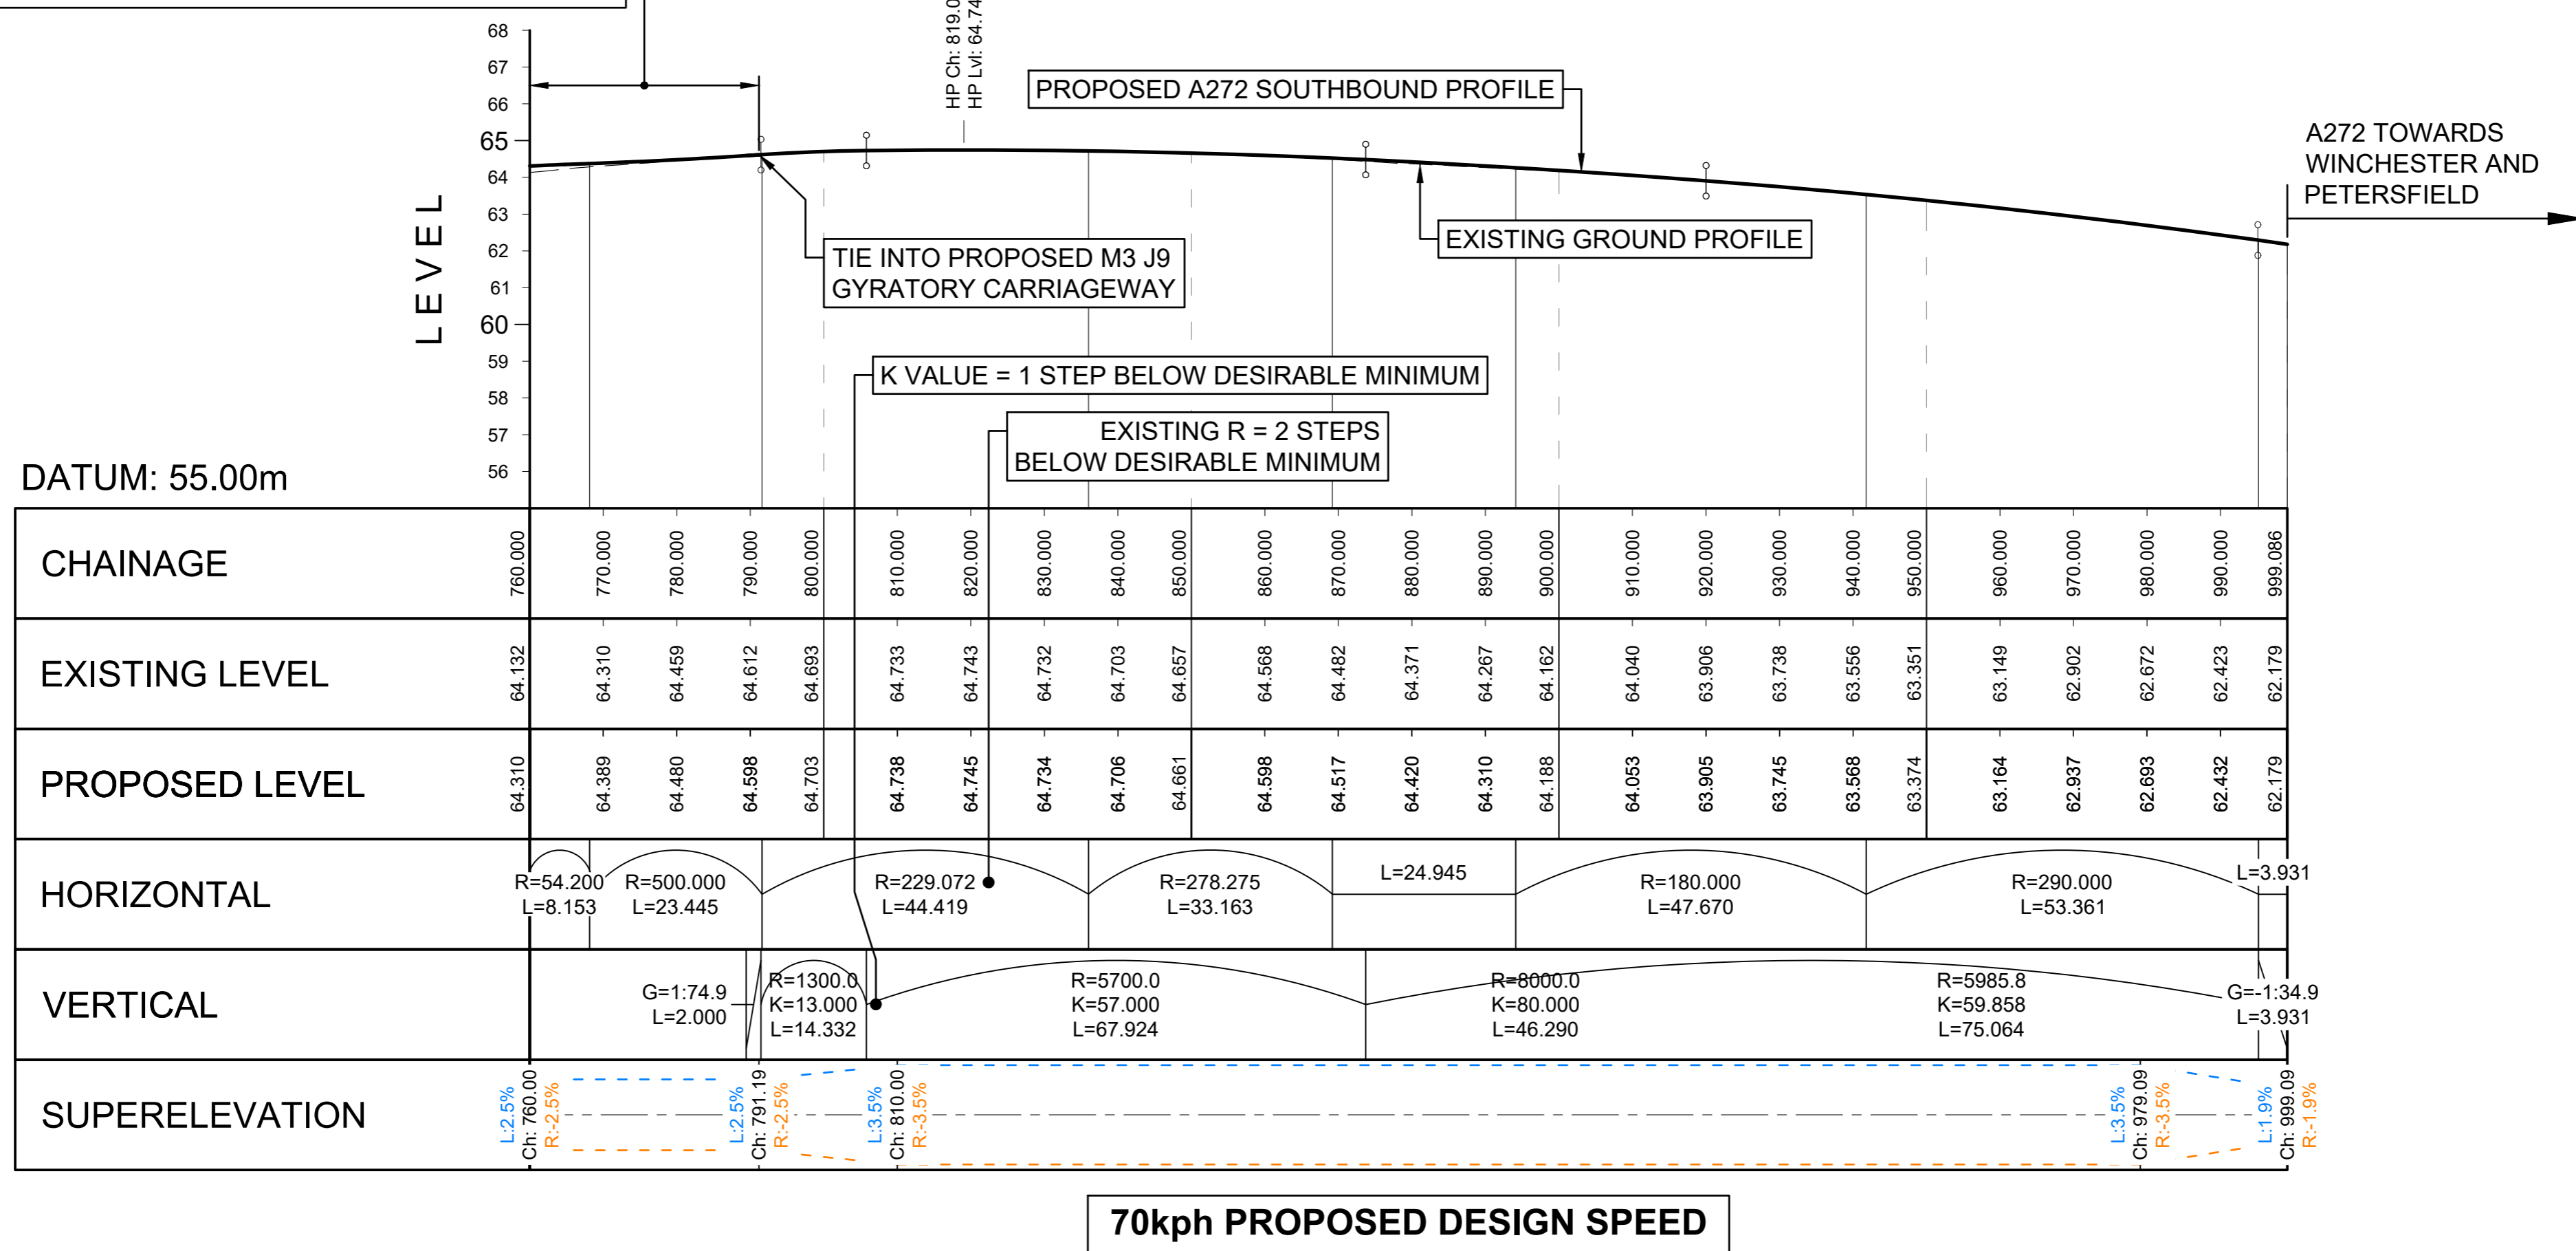 HP Ch: 819.0
HP Lvl: 64.74
68
67
66
65
64
63
62
61
60
59
58
57
56
LEVEL
PROPOSED A272 SOUTHBOUND PROFILE
A272 TOWARDS
WINCHESTER AND
PETERSFIELD
TIE INTO PROPOSED M3 J9
GYRATORY CARRIAGEWAY
EXISTING GROUND PROFILE
K VALUE = 1 STEP BELOW DESIRABLE MINIMUM
EXISTING R = 2 STEPS
BELOW DESIRABLE MINIMUM
DATUM: 55.00m
CHAINAGE
760.000 770.000 780.000 790.000 800.000 810.000 820.000 830.000 840.000 850.000 860.000 870.000 880.000 890.000 900.000 910.000 920.000 930.000 940.000 950.000 960.000 970.000 980.000 990.000 999.086
EXISTING LEVEL
64.132 64.310 64.459 64.612 64.693 64.733 64.743 64.732 64.703 64.657 64.568 64.482 64.371 64.267 64.162 64.040 63.906 63.738 63.556 63.351 63.149 62.902 62.672 62.423 62.179
PROPOSED LEVEL
64.310 64.389 64.480 64.598 64.703 64.738 64.745 64.734 64.706 64.661 64.598 64.517 64.420 64.310 64.188 64.053 63.905 63.745 63.568 63.374 63.164 62.937 62.693 62.432 62.179
HORIZONTAL
R=54.200
L=8.153
R=500.000
L=23.445
R=229.072
L=44.419
R=278.275
L=33.163
L=24.945
R=180.000
L=47.670
R=290.000
L=53.361
L=3.931
VERTICAL
G=1:74.9
L=2.000
R=1300.0
K=13.000
L=14.332
R=5700.0
K=57.000
L=67.924
R=8000.0
K=80.000
L=46.290
R=5985.8
K=59.858
L=75.064
G=-1:34.9
L=3.931
SUPERELEVATION
L:2.5%
Ch: 760.00
R:-2.5%
L:2.5%
Ch: 791.19
R:-2.5%
L:3.5%
Ch: 810.00
R:-3.5%
L:3.5%
Ch: 979.09
R:-3.5%
L:1.9%
Ch: 999.09
R:-1.9%
70kph PROPOSED DESIGN SPEED